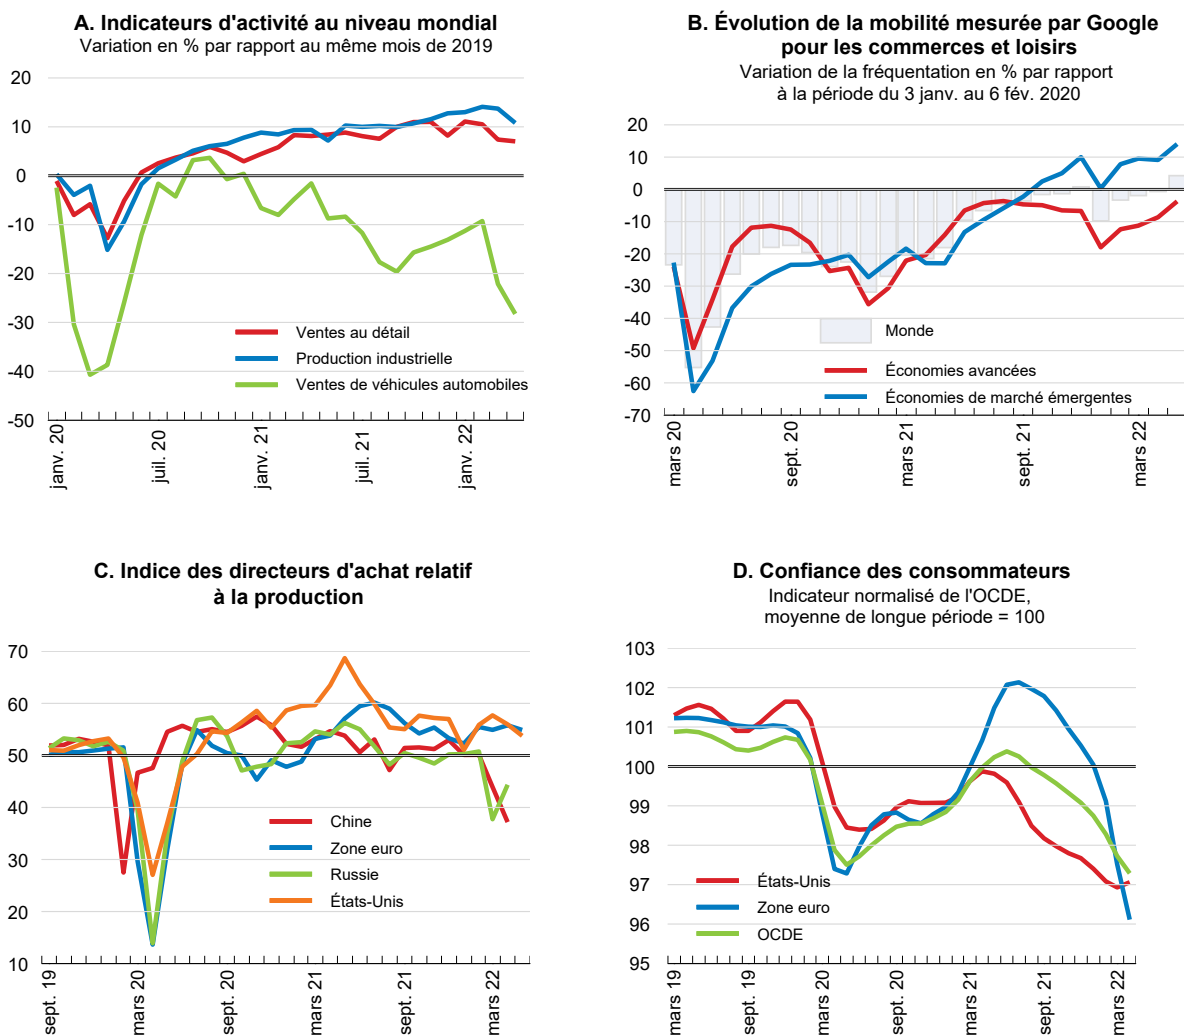 A. Indicateurs d'activité au niveau mondial
Variation en % par rapport au même mois de 2019
20
10
0
-10
-20
-30
-40
-50
Ventes au détail
Production industrielle
Ventes de véhicules automobiles
janv. 20
juil. 20
janv. 21
juil. 21
janv. 22
B. Évolution de la mobilité mesurée par Google
pour les commerces et loisirs
Variation de la fréquentation en % par rapport
à la période du 3 janv. au 6 fév. 2020
20
10
0
-10
-20
-30
-40
-50
-60
-70
Monde
Économies avancées
Économies de marché émergentes
mars 20
sept. 20
mars 21
sept. 21
mars 22
C. Indice des directeurs d'achat relatif
à la production
70
60
50
40
30
20
10
Chine
Zone euro
Russie
États-Unis
sept. 19
mars 20
sept. 20
mars 21
sept. 21
mars 22
D. Confiance des consommateurs
Indicateur normalisé de l'OCDE,
moyenne de longue période = 100
103
102
101
100
99
98
97
96
95
États-Unis
Zone euro
OCDE
mars 19
sept. 19
mars 20
sept. 20
mars 21
sept. 21
mars 22